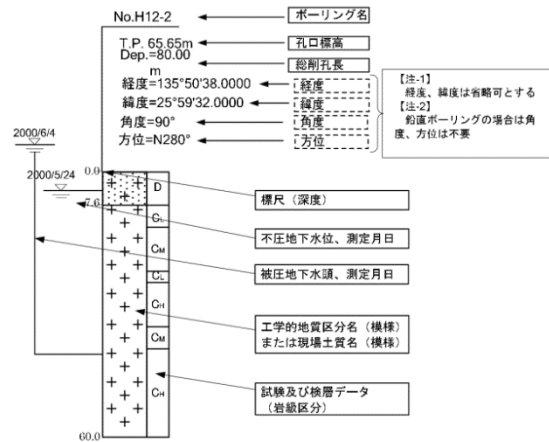 No.H12-2
ボーリング名
T.P. 65.65m
孔口標高
Dep.=80.00
m
総削孔長
経度=135°50'38.0000
経度
緯度=25°59'32.0000
緯度
角度=90°
角度
方位=N280°
方位
【注-1】
経度、緯度は省略可とする
【注-2】
鉛直ボーリングの場合は角
度、方位は不要
2000/6/4
2000/5/24
0.0
7.6
D
CL
CM
CL
CH
CM
CH
60.0
標尺（深度）
不圧地下水位、測定月日
被圧地下水頭、測定月日
工学的地質区分名（模様）
または現場土質名（模様）
試験及び検層データ
（岩級区分）